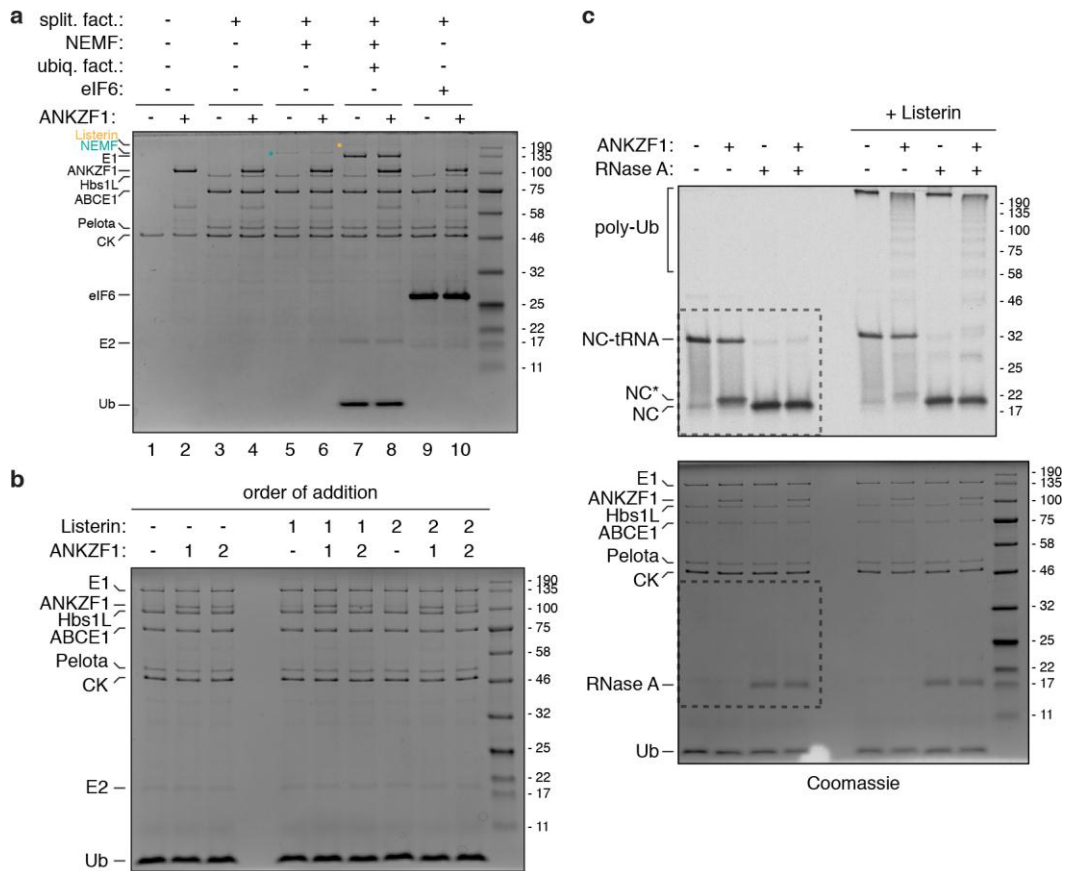 a
split. fact.: - + + + +
NEMF: - - + + -
ubiq. fact.: - - - + -
eIF6: - - - - +
ANKZF1: - + - + - + - + - +
Listerin
NEMF
E1
ANKZF1
Hbs1L
ABCE1
Pelota
CK
eIF6
E2
Ub
- 190
- 135
- 100
- 75
- 58
- 46
- 32
- 25
- 22
- 17
- 11
1 2 3 4 5 6 7 8 9 10
b
order of addition
Listerin: - - - 1 1 1 2 2 2
ANKZF1: - 1 2 - 1 2 - 1 2
E1
ANKZF1
Hbs1L
ABCE1
Pelota
CK
E2
Ub
- 190
- 135
- 100
- 75
- 58
- 46
- 32
- 25
- 22
- 17
- 11
c
+ Listerin
ANKZF1: - + - + - + - +
RNase A: - - + + - - + +
poly-Ub
NC-tRNA
NC*
NC
- 190
- 135
- 100
- 75
- 58
- 46
- 32
- 25
- 22
- 17
E1
ANKZF1
Hbs1L
ABCE1
Pelota
CK
RNase A
Ub
- 190
- 135
- 100
- 75
- 58
- 46
- 32
- 25
- 22
- 17
- 11
Coomassie